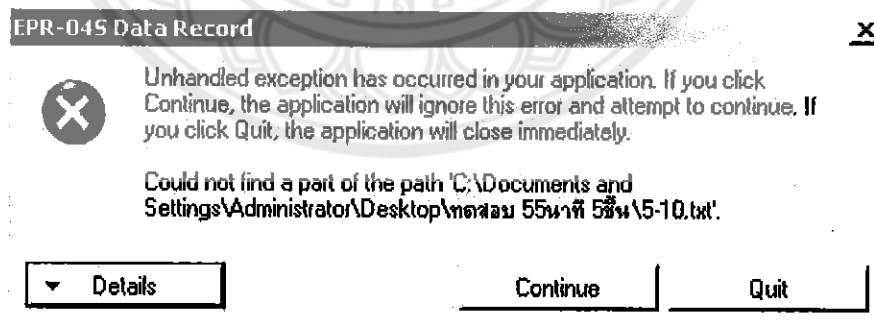 EPR-04S Data Record
Unhandled exception has occurred in your application. If you click
Continue, the application will ignore this error and attempt to continue. If
you click Quit, the application will close immediately.
Could not find a part of the path 'C:\Documents and
Settings\Administrator\Desktop\ทดสอบ 55นาที 5ชิ้น\5-10.txt'.
Details
Continue
Quit